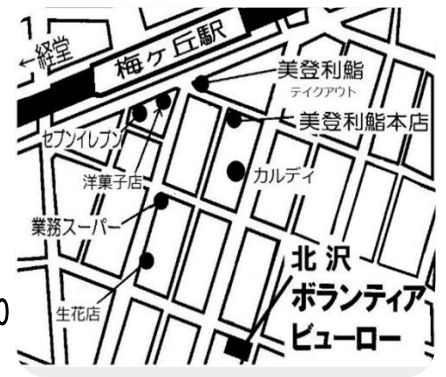 ←経堂
梅ヶ丘駅
美登利鮨
テイクアウト
美登利鮨本店
セブンイレブン
洋菓子店
カルディ
業務スーパー
生花店
北沢
ボランティア
ビューロー
の